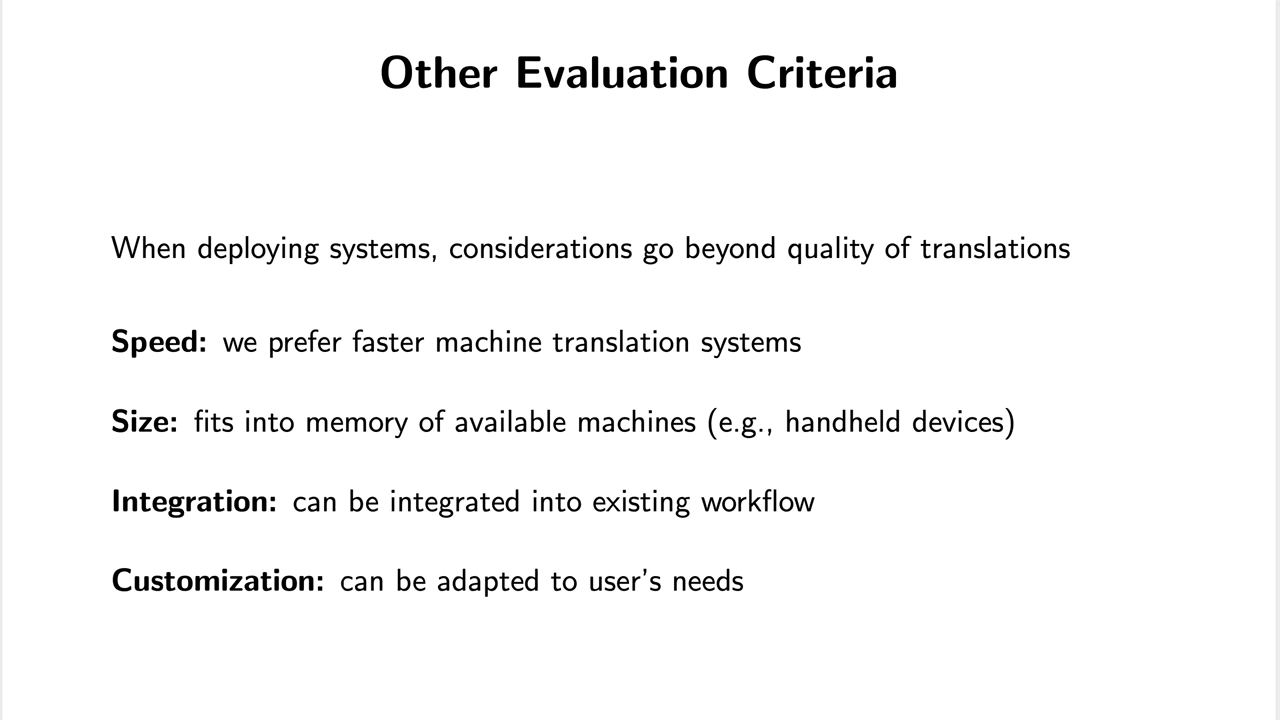 Other Evaluation Criteria
When deploying systems, considerations go beyond quality of translations
Speed: we prefer faster machine translation systems
Size: fits into memory of available machines (e.g., handheld devices)
Integration: can be integrated into existing workflow
Customization: can be adapted to user's needs